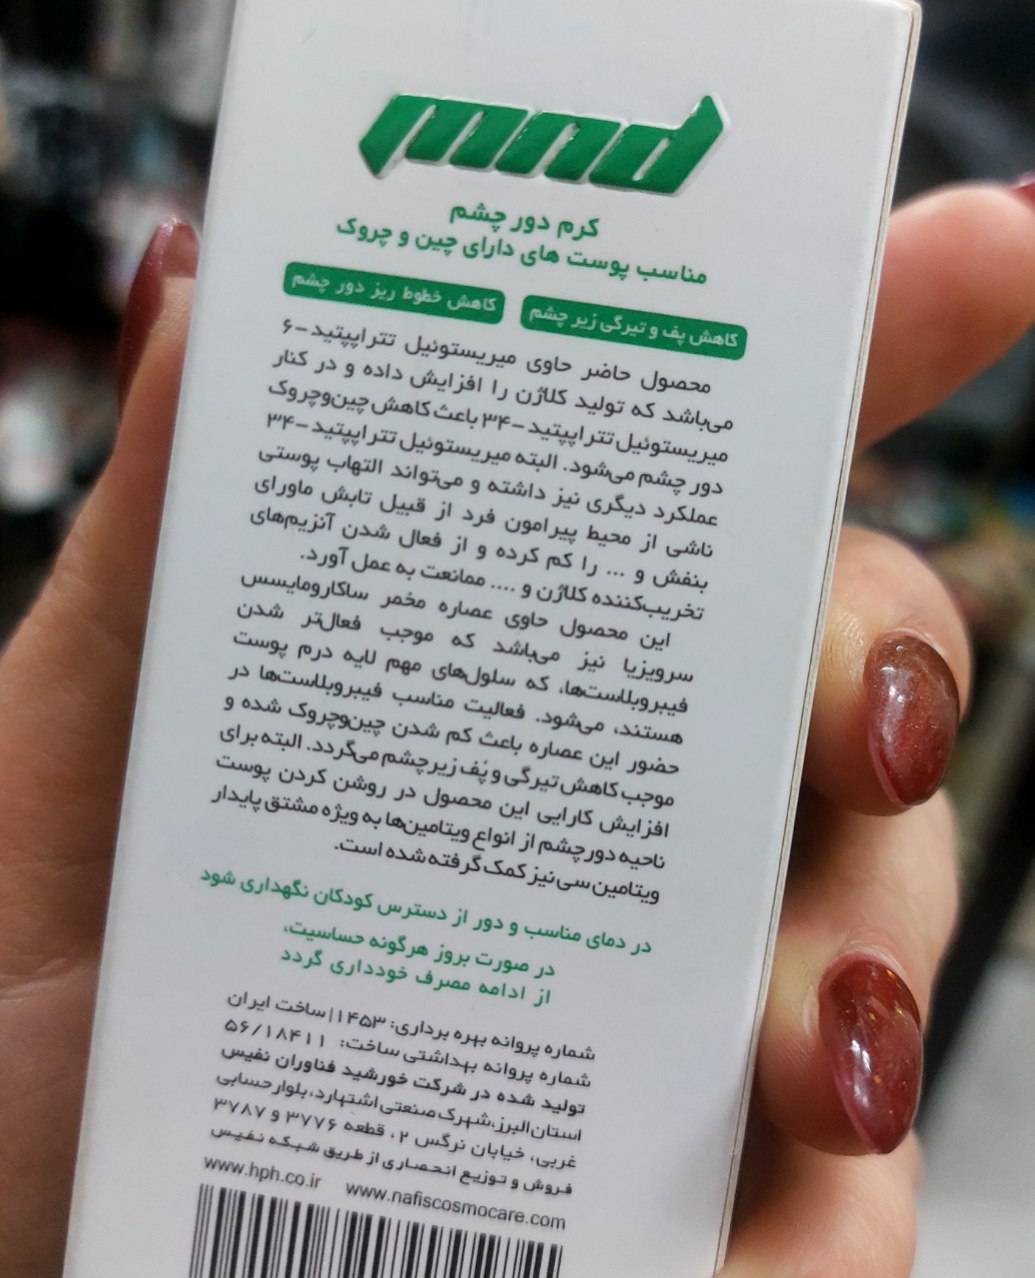 pnd
کرم دور چشم
مناسب پوست های دارای چین و چروک
کاهش پف و تیرگی زیر چشم
کاهش خطوط ریز دور چشم
محصول حاضر حاوی میریستوئیل تتراپپتید-۶
می‌باشد که تولید کلاژن را افزایش داده و در کنار
میریستوئیل تتراپپتید-۳۴ باعث کاهش چین‌وچروک
دور چشم می‌شود. البته میریستوئیل تتراپپتید-۳۴
عملکرد دیگری نیز داشته و می‌تواند التهاب پوستی
ناشی از محیط پیرامون فرد از قبیل تابش ماورای
بنفش و ... را کم کرده و از فعال شدن آنزیم‌های
تخریب‌کننده کلاژن و .... ممانعت به عمل آورد.
این محصول حاوی عصاره مخمر ساکارومایسس
سرویزیا نیز می‌باشد که موجب فعال‌تر شدن
فیبروبلاست‌ها، که سلول‌های مهم لایه درم پوست
هستند، می‌شود. فعالیت مناسب فیبروبلاست‌ها در
حضور این عصاره باعث کم شدن چین‌وچروک شده و
موجب کاهش تیرگی و پُف زیرچشم می‌گردد. البته برای
افزایش کارایی این محصول در روشن کردن پوست
ناحیه دورچشم از انواع ویتامین‌ها به ویژه مشتق پایدار
ویتامین سی نیز کمک گرفته شده است.
در دمای مناسب و دور از دسترس کودکان نگهداری شود
در صورت بروز هرگونه حساسیت،
از ادامه مصرف خودداری گردد
شماره پروانه بهره برداری: ۱۴۵۳|ساخت ایران
شماره پروانه بهداشتی ساخت: ۵۶/۱۸۴۱۱
تولید شده در شرکت خورشید فناوران نفیس
استان‌البرز،شهرک صنعتی اشتهارد، بلوار حسابی
غربی، خیابان نرگس ۲، قطعه ۳۷۷۶ و ۳۷۸۷
فروش و توزیع انحصاری از طریق شبکه نفیس
www.hph.co.ir www.nafiscosmocare.com